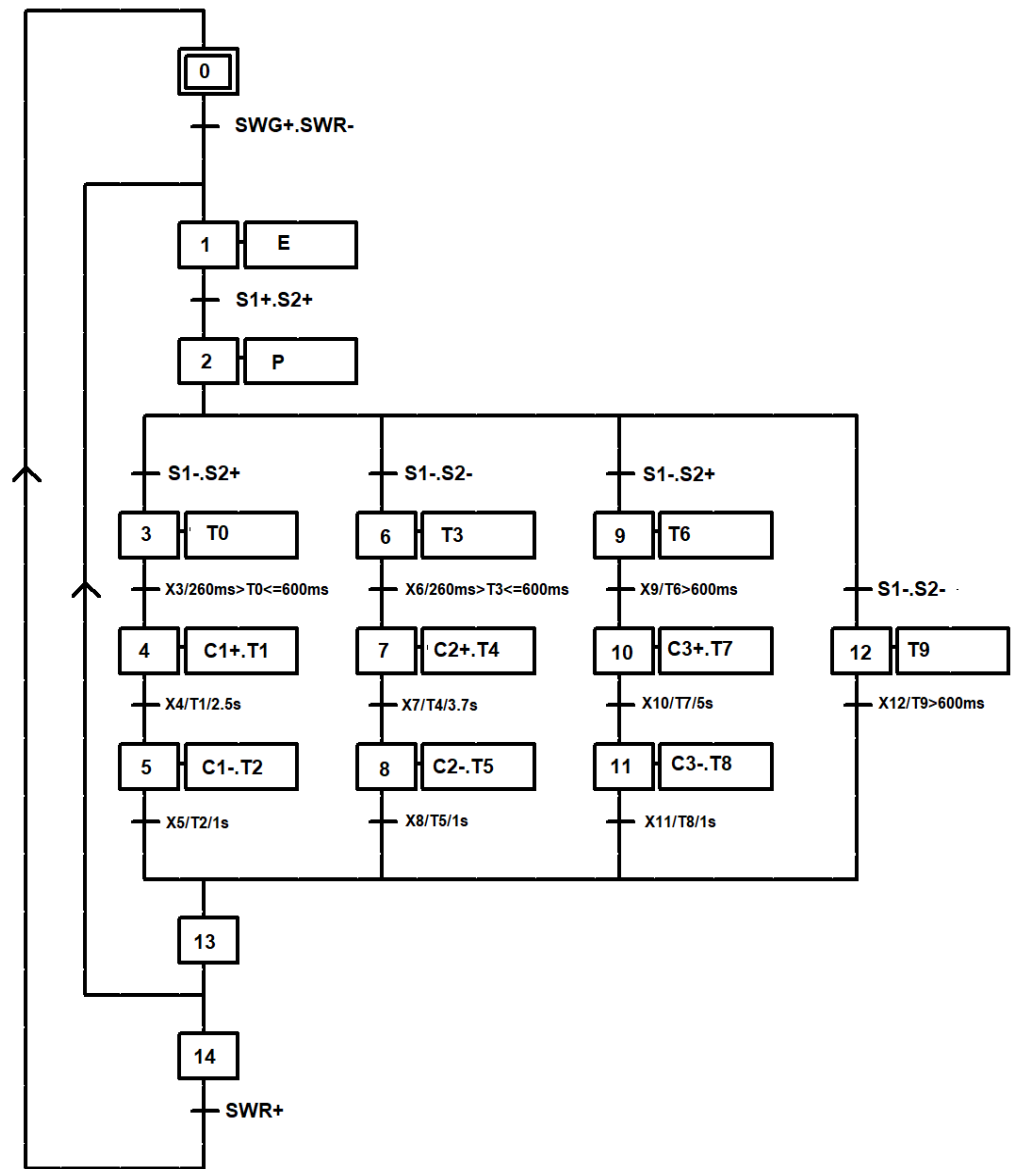 0
SWG+.SWR-
1 E
S1+.S2+
2 P
S1-.S2+ S1-.S2- S1-.S2+
3 T0 6 T3 9 T6
X3/260ms>T0<=600ms X6/260ms>T3<=600ms X9/T6>600ms S1-.S2-
4 C1+.T1 7 C2+.T4 10 C3+.T7 12 T9
X4/T1/2.5s X7/T4/3.7s X10/T7/5s X12/T9>600ms
5 C1-.T2 8 C2-.T5 11 C3-.T8
X5/T2/1s X8/T5/1s X11/T8/1s
13
14
SWR+